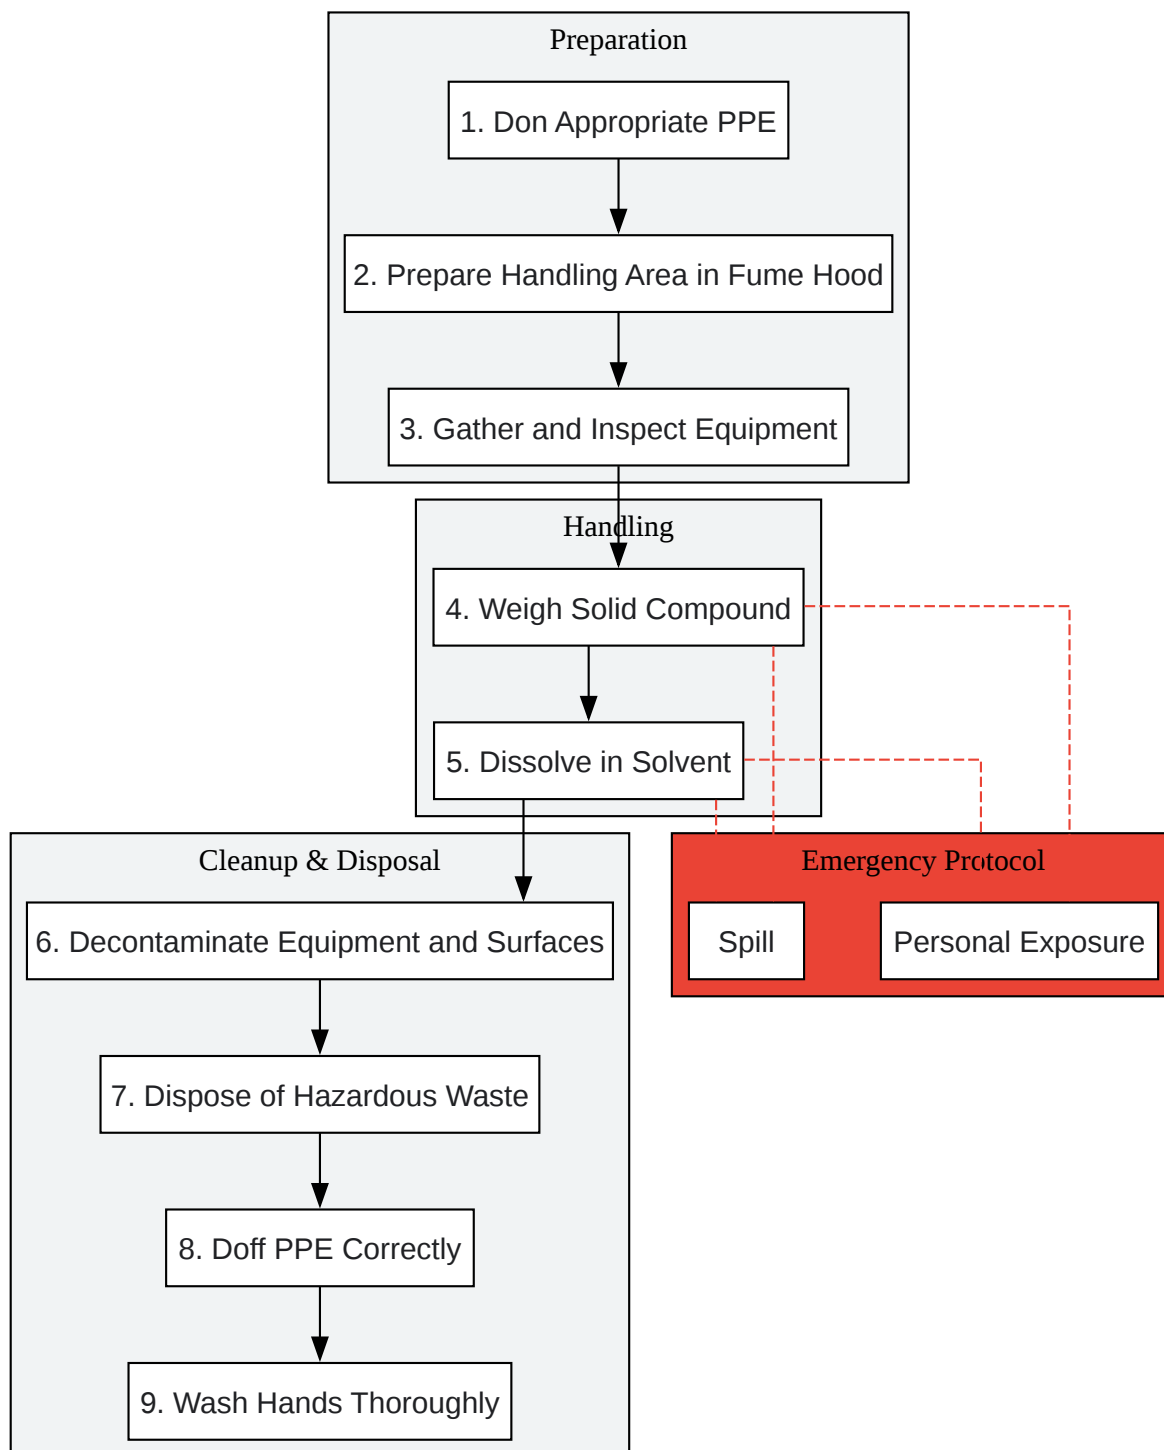 Preparation
1. Don Appropriate PPE
2. Prepare Handling Area in Fume Hood
3. Gather and Inspect Equipment
Handling
4. Weigh Solid Compound
5. Dissolve in Solvent
Cleanup & Disposal
6. Decontaminate Equipment and Surfaces
7. Dispose of Hazardous Waste
8. Doff PPE Correctly
9. Wash Hands Thoroughly
Emergency Protocol
Spill
Personal Exposure